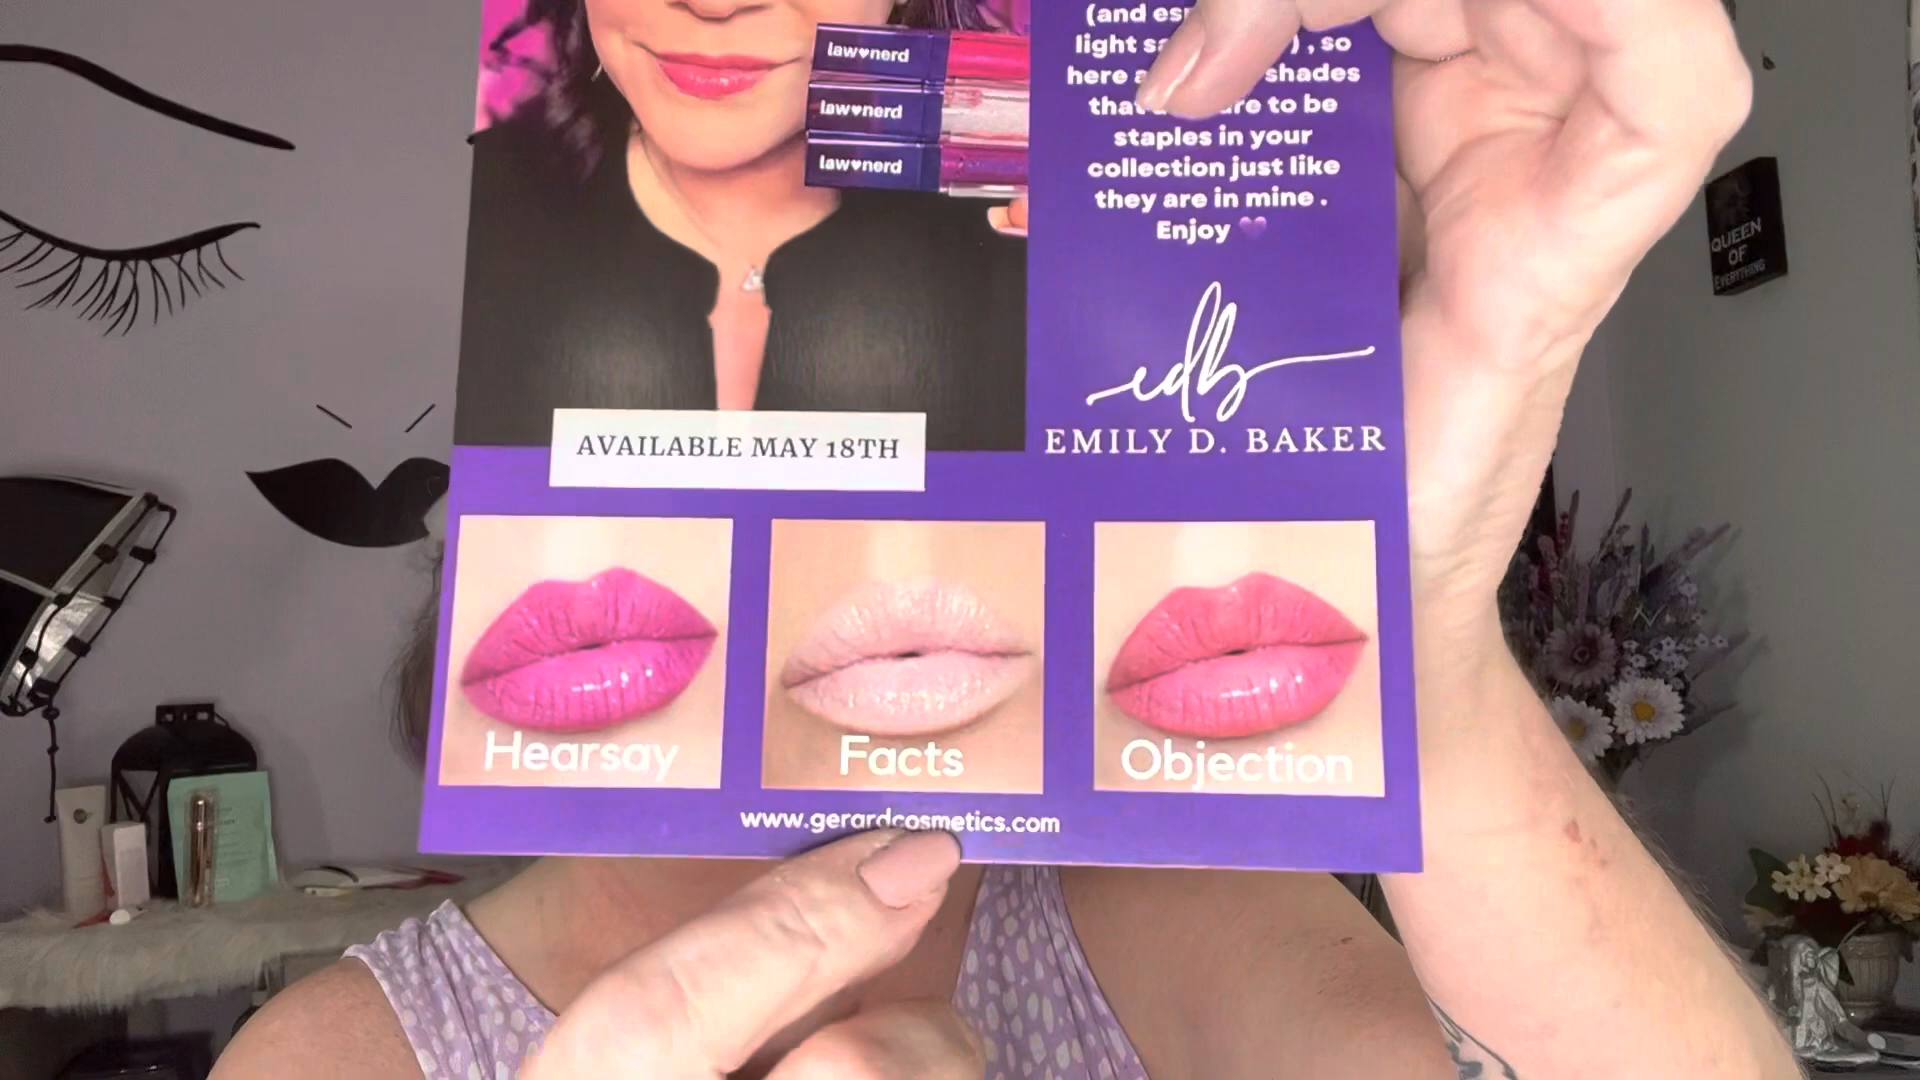 law♥nerd
law♥nerd
law♥nerd
(and
light
, so
here
shades
to be
staples in your
collection just like
they are in mine .
Enjoy 💜
edb
EMILY D. BAKER
AVAILABLE MAY 18TH
Hearsay
Facts
Objection
www.gerardcosmetics.com
QUEEN
OF
EVERYTHING